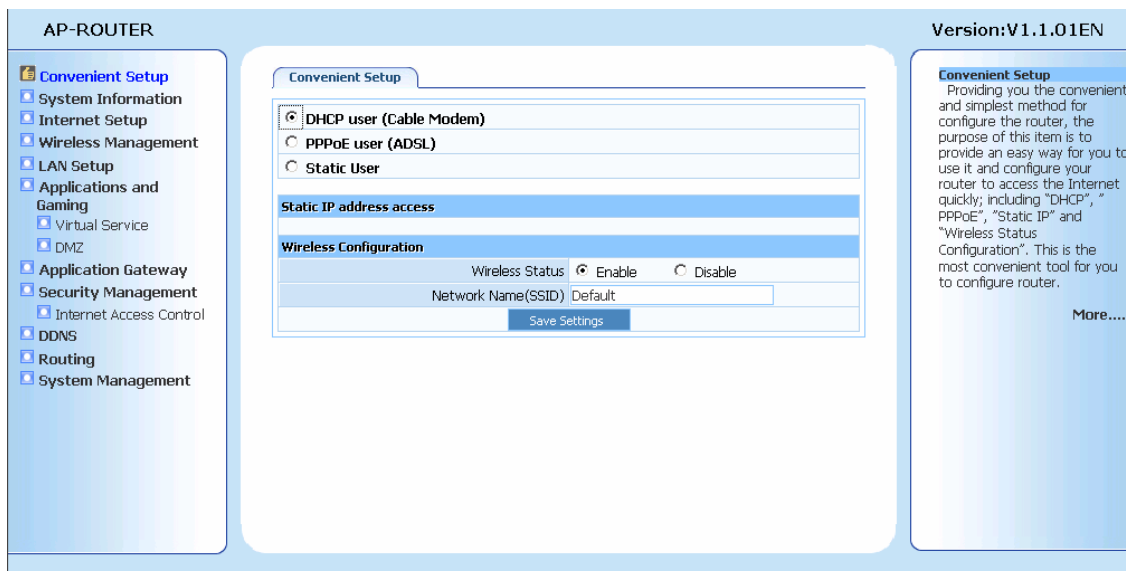 AP-ROUTER
Version:V1.1.01EN
Convenient Setup
System Information
Internet Setup
Wireless Management
LAN Setup
Applications and
Gaming
Virtual Service
DMZ
Application Gateway
Security Management
Internet Access Control
DDNS
Routing
System Management
Convenient Setup
DHCP user (Cable Modem)
PPPoE user (ADSL)
Static User
Static IP address access
Wireless Configuration
Wireless Status Enable Disable
Network Name(SSID) Default
Save Settings
Convenient Setup
Providing you the convenient
and simplest method for
configure the router, the
purpose of this item is to
provide an easy way for you to
use it and configure your
router to access the Internet
quickly; including "DHCP", "
PPPoE", "Static IP" and
"Wireless Status
Configuration". This is the
most convenient tool for you
to configure router.
More....